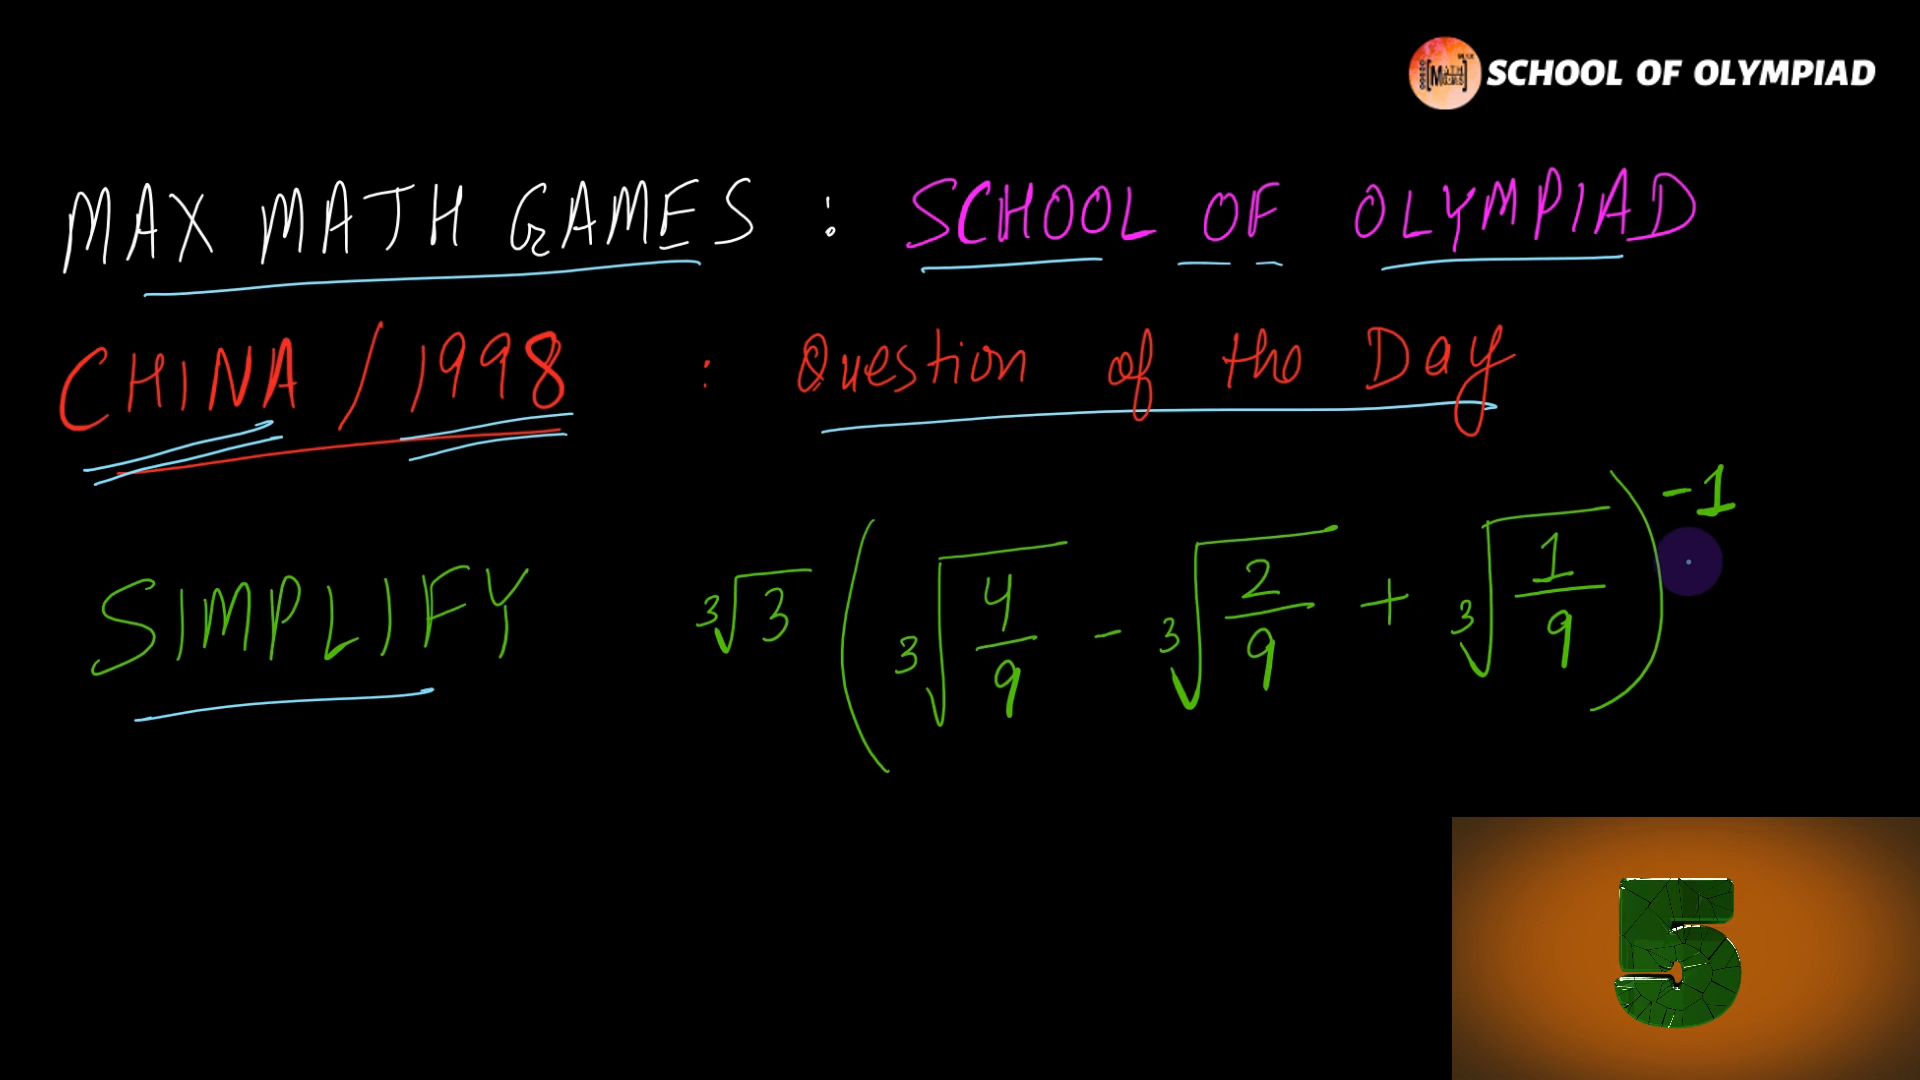 [MATH] SCHOOL OF OLYMPIAD
MAX MATH GAMES : SCHOOL OF OLYMPIAD
CHINA / 1998 : Question of the Day
SIMPLIFY ∛3 ( ∛(4/9) - ∛(2/9) + ∛(1/9) )^-1
5